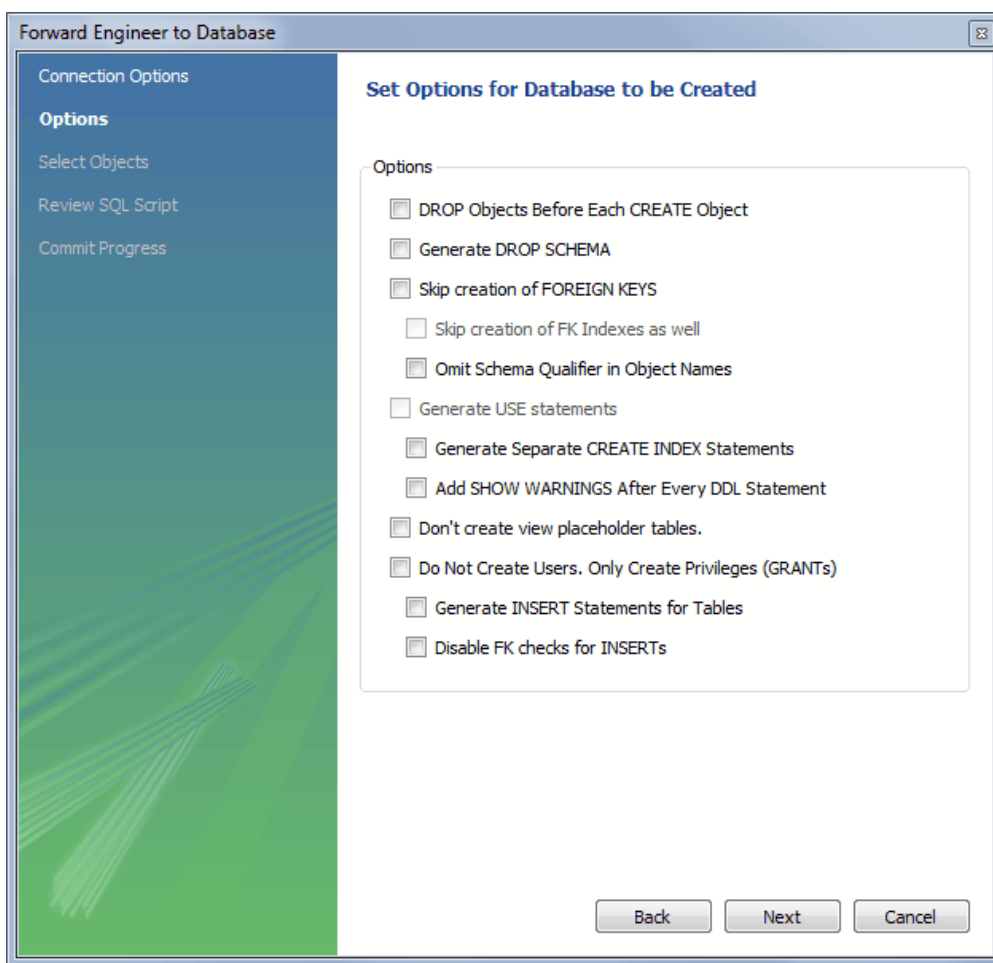 Forward Engineer to Database
Connection Options
Options
Select Objects
Review SQL Script
Commit Progress
Set Options for Database to be Created
Options
DROP Objects Before Each CREATE Object
Generate DROP SCHEMA
Skip creation of FOREIGN KEYS
Skip creation of FK Indexes as well
Omit Schema Qualifier in Object Names
Generate USE statements
Generate Separate CREATE INDEX Statements
Add SHOW WARNINGS After Every DDL Statement
Don't create view placeholder tables.
Do Not Create Users. Only Create Privileges (GRANTs)
Generate INSERT Statements for Tables
Disable FK checks for INSERTs
Back Next Cancel